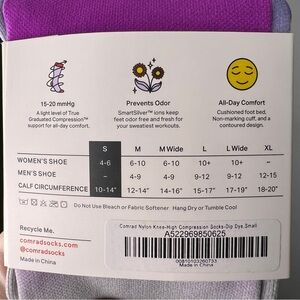 15-20 mmHg
A light level of True
Graduated Compression™
support for all-day comfort.
Prevents Odor
SmartSilver™ ions keep
feet odor free and fresh for
your sweatiest workouts.
All-Day Comfort
Cushioned foot bed,
Non-marking cuff, and a
contoured design.
S M M Wide L L Wide XL
WOMEN'S SHOE 4-6 6-10 6-10 10+ 10+ -
MEN'S SHOE - 4-9 4-9 9-12 9-12 12-15
CALF CIRCUMFERENCE 10-14" 12-14" 14-16" 15-17" 17-19" 18-20"
Do Not Use Bleach or Fabric Softener Hang Dry or Tumble Cool
Recycle Me.
comradsocks.com
@comradsocks
Made in China
Comrad Nylon Knee-High Compression Socks-Dip Dye,Small
A522969850625
Made in China